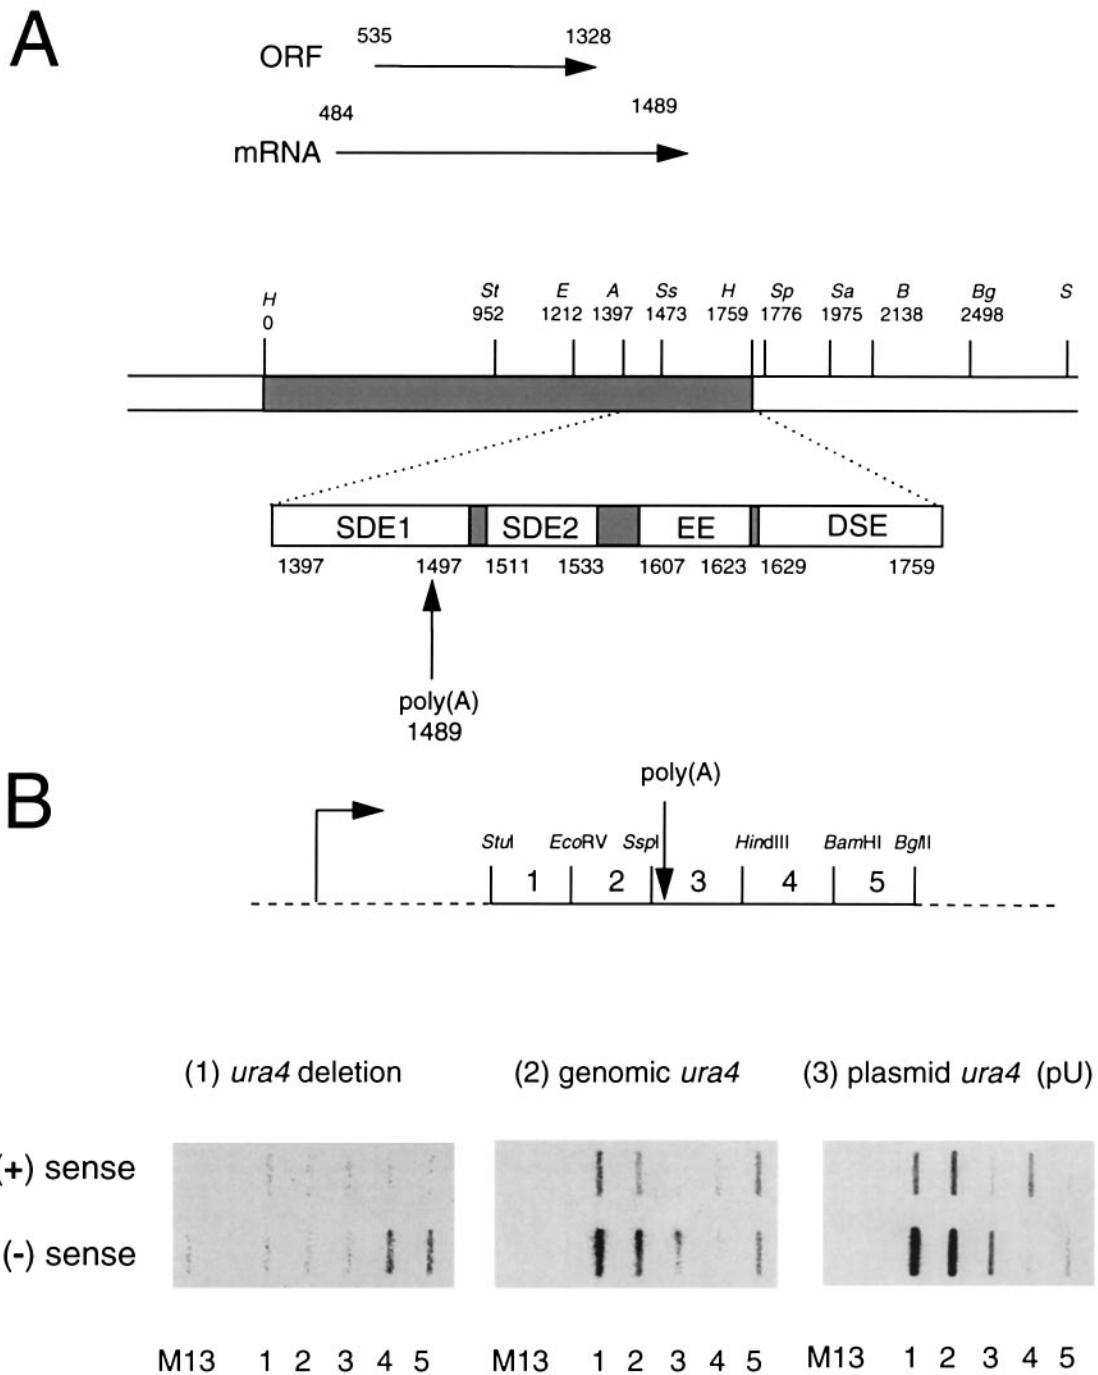 A
535 1328
ORF
484 1489
mRNA
H St E A Ss H Sp Sa B Bg S
0 952 1212 1397 1473 1759 1776 1975 2138 2498
SDE1 SDE2 EE DSE
1397 1497 1511 1533 1607 1623 1629 1759
poly(A)
1489
B
poly(A)
StuI EcoRV SspI HindIII BamHI BglII
1 2 3 4 5
(1) ura4 deletion (2) genomic ura4 (3) plasmid ura4 (pU)
(+) sense
(-) sense
M13 1 2 3 4 5 M13 1 2 3 4 5 M13 1 2 3 4 5